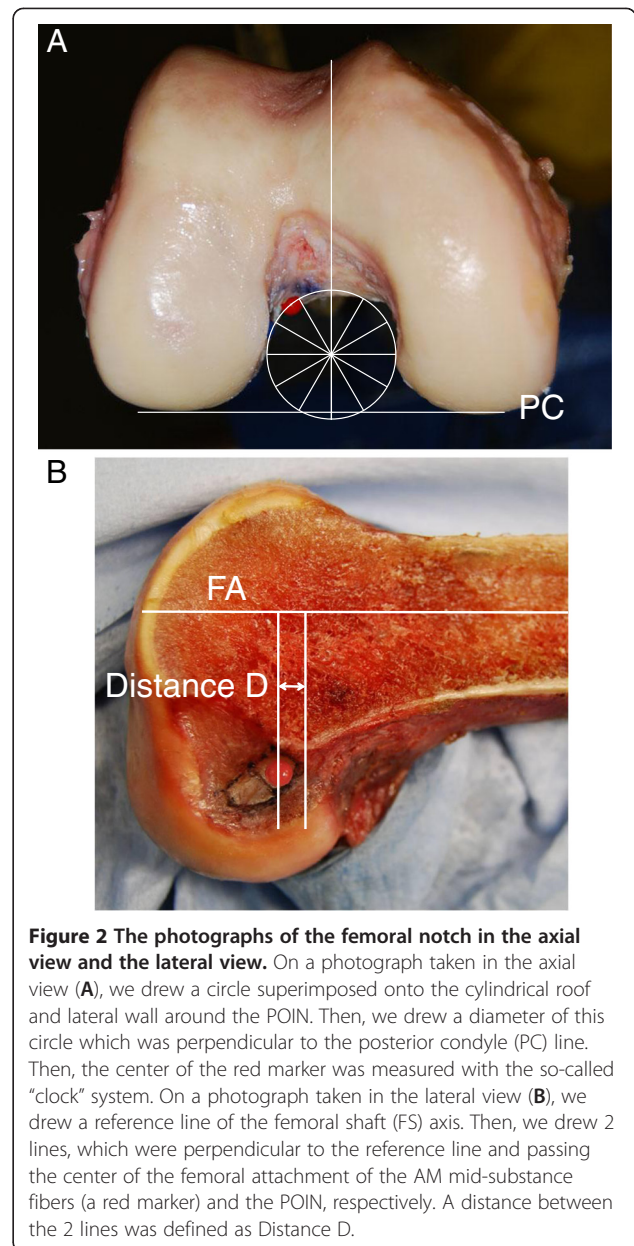 A
PC
B
FA
Distance D
Figure 2 The photographs of the femoral notch in the axial
view and the lateral view. On a photograph taken in the axial
view (A), we drew a circle superimposed onto the cylindrical roof
and lateral wall around the POIN. Then, we drew a diameter of this
circle which was perpendicular to the posterior condyle (PC) line.
Then, the center of the red marker was measured with the so-called
“clock” system. On a photograph taken in the lateral view (B), we
drew a reference line of the femoral shaft (FS) axis. Then, we drew 2
lines, which were perpendicular to the reference line and passing
the center of the femoral attachment of the AM mid-substance
fibers (a red marker) and the POIN, respectively. A distance between
the 2 lines was defined as Distance D.